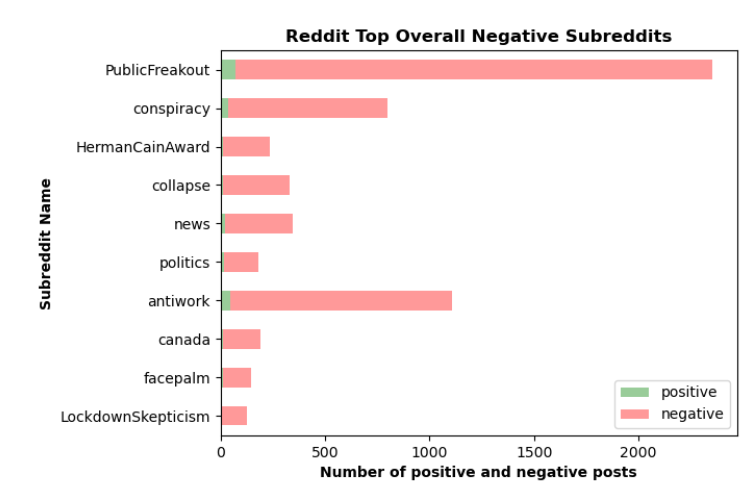 Reddit Top Overall Negative Subreddits
PublicFreakout
conspiracy
HermanCainAward
collapse
news
politics
antiwork
canada
facepalm
LockdownSkepticism
Subreddit Name
positive
negative
0 500 1000 1500 2000
Number of positive and negative posts